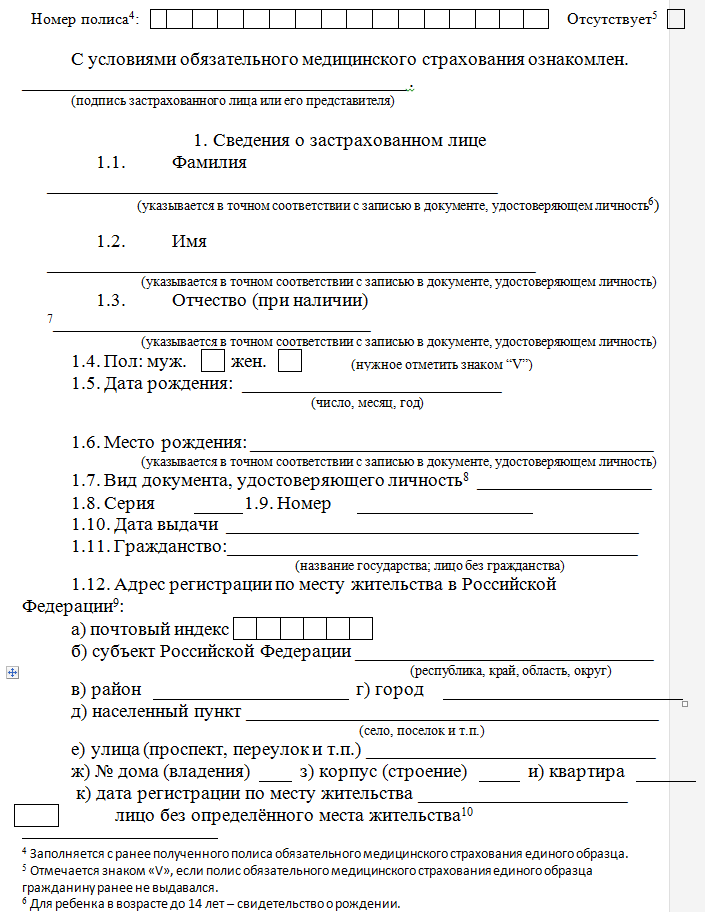 Номер полиса⁴: Отсутствует⁵
С условиями обязательного медицинского страхования ознакомлен.
.
(подпись застрахованного лица или его представителя)
1. Сведения о застрахованном лице
1.1. Фамилия
(указывается в точном соответствии с записью в документе, удостоверяющем личность⁶)
1.2. Имя
(указывается в точном соответствии с записью в документе, удостоверяющем личность)
1.3. Отчество (при наличии)
⁷
(указывается в точном соответствии с записью в документе, удостоверяющем личность)
1.4. Пол: муж. жен. (нужное отметить знаком “V”)
1.5. Дата рождения:
(число, месяц, год)
1.6. Место рождения:
(указывается в точном соответствии с записью в документе, удостоверяющем личность)
1.7. Вид документа, удостоверяющего личность⁸
1.8. Серия 1.9. Номер
1.10. Дата выдачи
1.11. Гражданство:
(название государства; лицо без гражданства)
1.12. Адрес регистрации по месту жительства в Российской
Федерации⁹:
а) почтовый индекс
б) субъект Российской Федерации
(республика, край, область, округ)
в) район г) город
д) населенный пункт
(село, поселок и т.п.)
е) улица (проспект, переулок и т.п.)
ж) № дома (владения) з) корпус (строение) и) квартира
к) дата регистрации по месту жительства
лицо без определённого места жительства¹⁰
⁴ Заполняется с ранее полученного полиса обязательного медицинского страхования единого образца.
⁵ Отмечается знаком «V», если полис обязательного медицинского страхования единого образца
гражданину ранее не выдавался.
⁶ Для ребенка в возрасте до 14 лет – свидетельство о рождении.